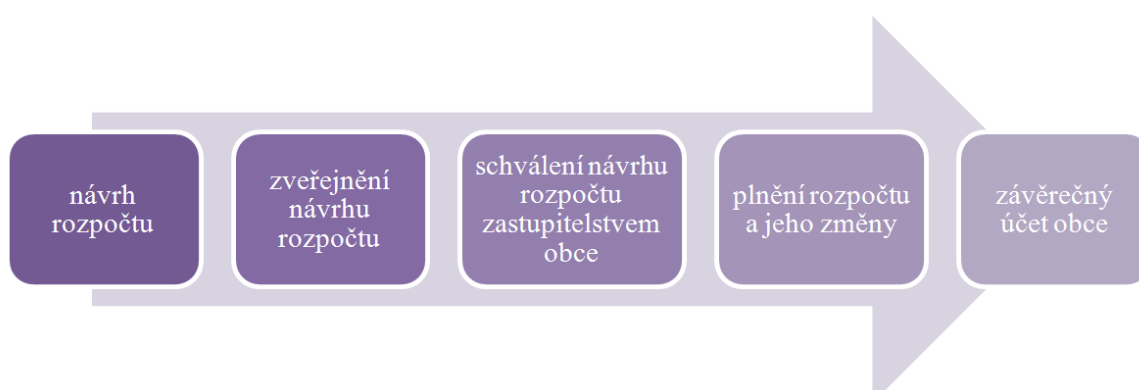 návrh
rozpočtu
zveřejnění
návrhu
rozpočtu
schválení návrhu
rozpočtu
zastupitelstvem
obce
plnění rozpočtu
a jeho změny
závěrečný
účet obce